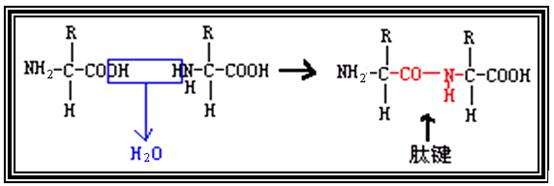 R R R R
NH2-C-COOH HN-C-COOH → NH2-C-CO-N-C-COOH
H H H H H H
H2O
肽键